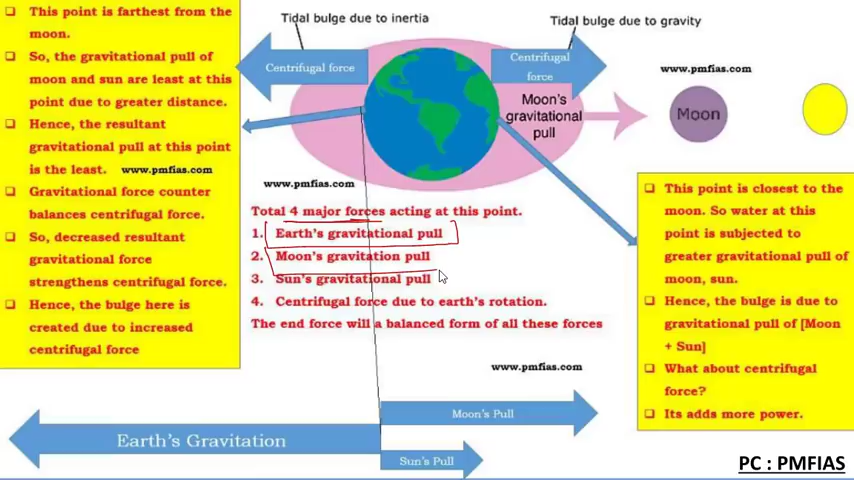 This point is farthest from the
moon.
So, the gravitational pull of
moon and sun are least at this
point due to greater distance.
Hence, the resultant
gravitational pull at this point
is the least. www.pmfias.com
Gravitational force counter
balances centrifugal force.
So, decreased resultant
gravitational force
strengthens centrifugal force.
Hence, the bulge here is
created due to increased
centrifugal force
Tidal bulge due to inertia
Tidal bulge due to gravity
Centrifugal force
Centrifugal
force
www.pmfias.com
Moon's
gravitational
pull
Moon
www.pmfias.com
Total 4 major forces acting at this point.
1. Earth's gravitational pull
2. Moon's gravitation pull
3. Sun's gravitational pull
4. Centrifugal force due to earth's rotation.
The end force will a balanced form of all these forces
www.pmfias.com
This point is closest to the
moon. So water at this
point is subjected to
greater gravitational pull of
moon, sun.
Hence, the bulge is due to
gravitational pull of [Moon
+ Sun]
What about centrifugal
force?
Its adds more power.
Moon's Pull
Earth's Gravitation
Sun's Pull
PC : PMFIAS